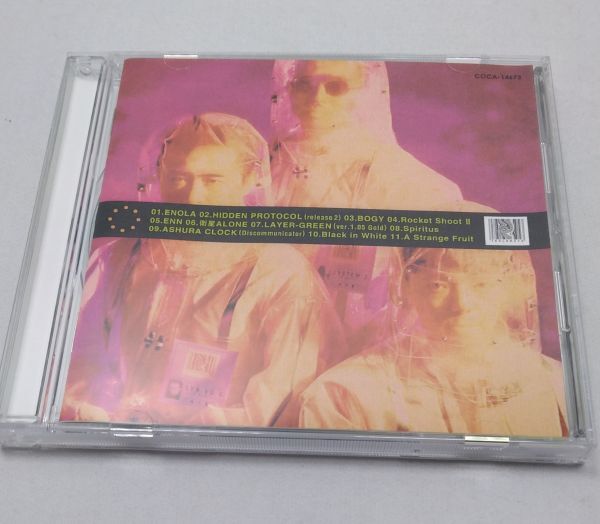 COCA-14673
01.ENOLA 02.HIDDEN PROTOCOL(release2) 03.BOGY 04.Rocket Shoot II
05.ENN 06.衛星ALONE 07.LAYER-GREEN(ver.1.05 Gold) 08.Spiritus
09.ASHURA CLOCK(Discommunicator) 10.Black in White 11.A Strange Fruit